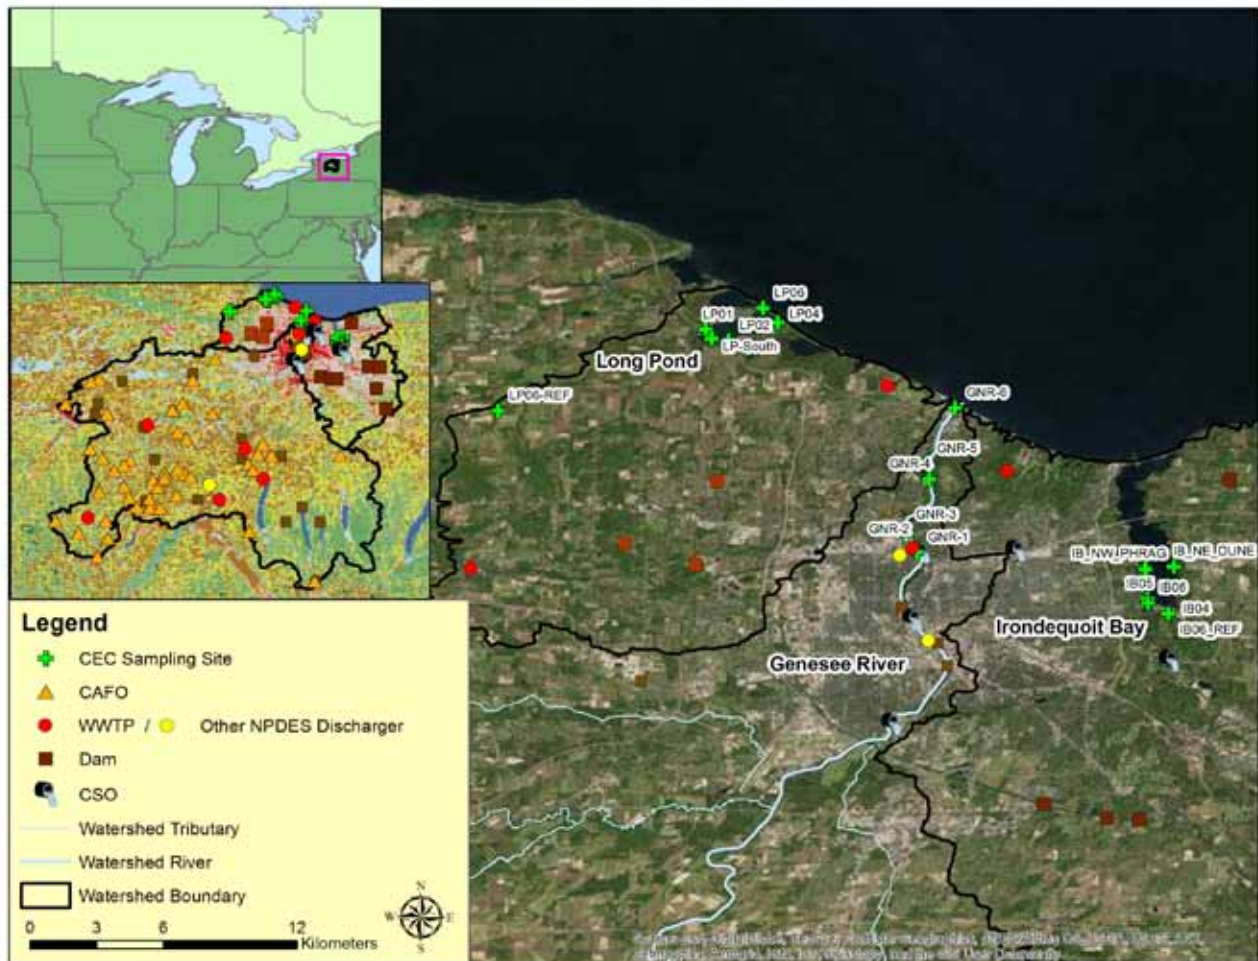 LP06
LP01
LP02
LP04
LP-South
Long Pond
LP06-REF
GNR-6
GNR-5
GNR-4
GNR-3
GNR-2
GNR-1
IB_NW_PHRAG
IB_NE_DUNE
IB05
IB06
IB04
IB06_REF
Irondequoit Bay
Genesee River
Legend
CEC Sampling Site
CAFO
WWTP / Other NPDES Discharger
Dam
CSO
Watershed Tributary
Watershed River
Watershed Boundary
N
W E
S
0 3 6 12
Kilometers